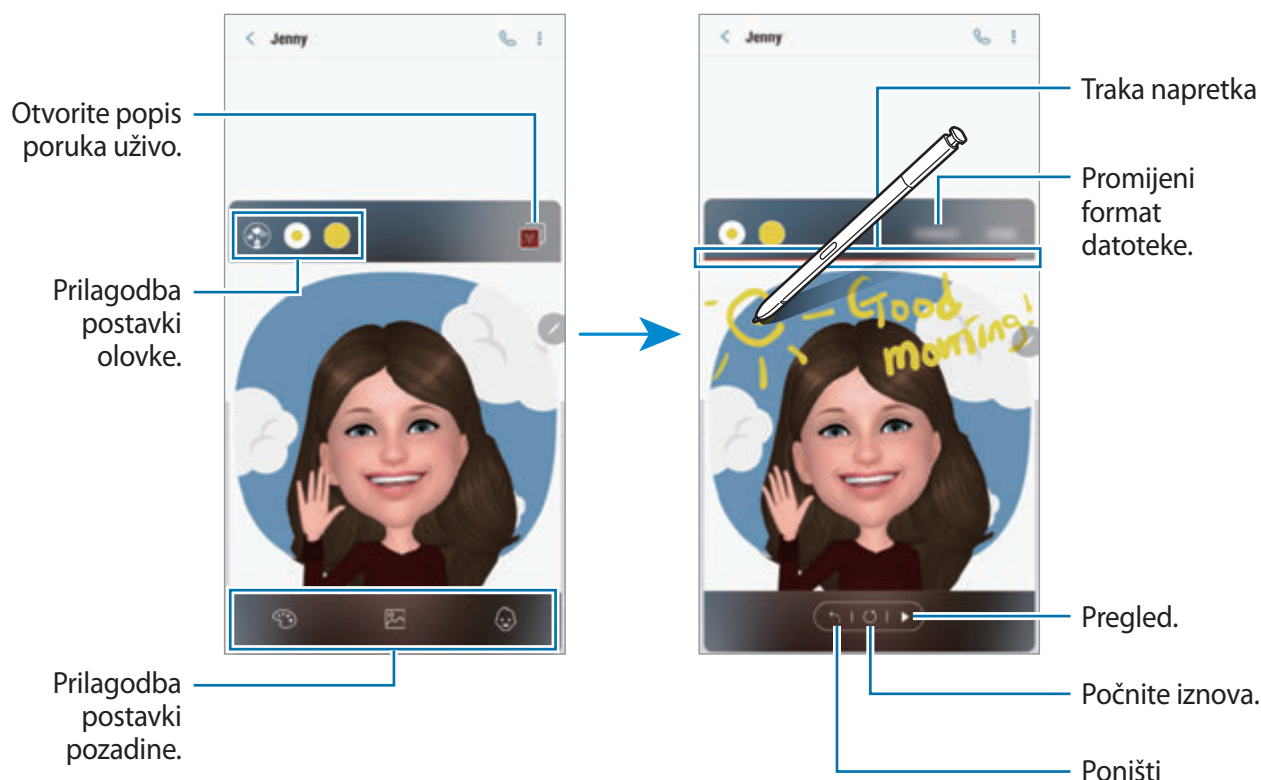 Jenny
Otvorite popis
poruka uživo.
Prilagodba
postavki
olovke.
Prilagodba
postavki
pozadine.
Jenny
Traka napretka
Promijeni
format
datoteke.
Good
morning!
Pregled.
Počnite iznova.
Poništi